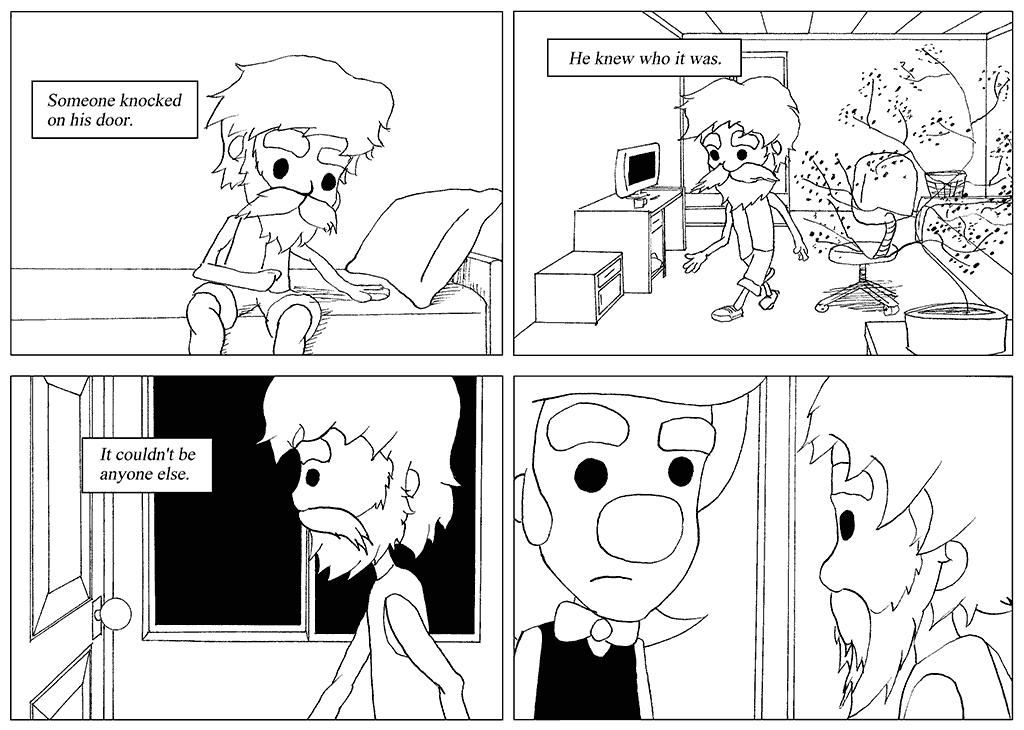 Someone knocked
on his door.
He knew who it was.
It couldn't be
anyone else.